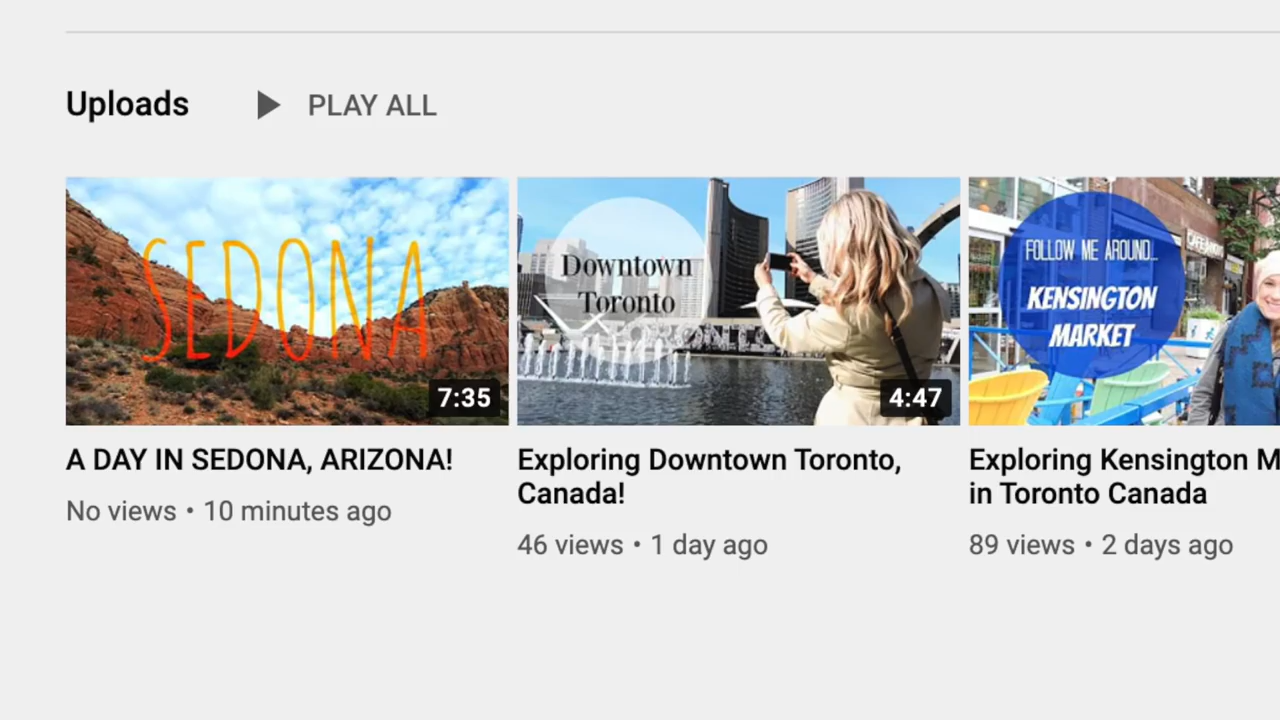 Uploads
PLAY ALL
SEDONA
7:35
Downtown
Toronto
4:47
FOLLOW ME AROUND...
KENSINGTON
MARKET
A DAY IN SEDONA, ARIZONA!
No views • 10 minutes ago
Exploring Downtown Toronto,
Canada!
46 views • 1 day ago
Exploring Kensington M
in Toronto Canada
89 views • 2 days ago